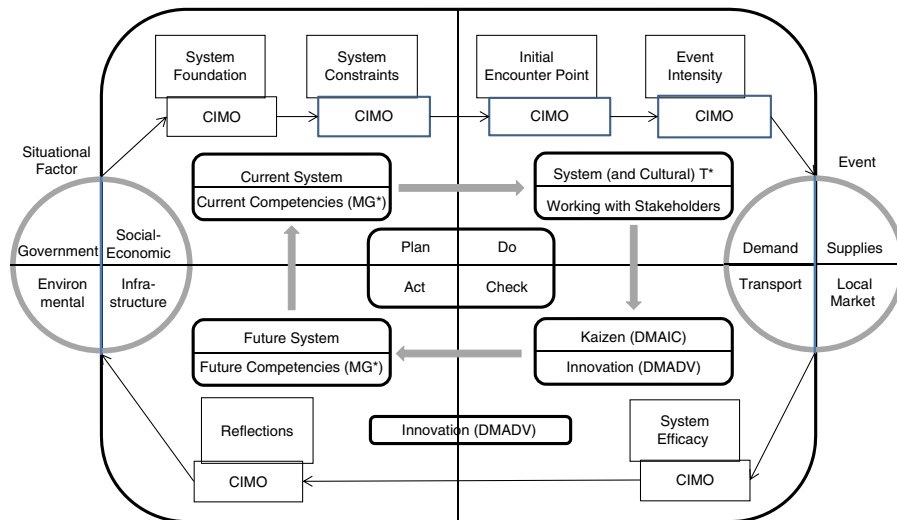 System
Foundation
CIMO
System
Constraints
CIMO
Initial
Encounter Point
CIMO
Event
Intensity
CIMO
Situational
Factor
Event
Current System
Current Competencies (MG*)
System (and Cultural) T*
Working with Stakeholders
Government
Social-
Economic
Environ
mental
Infra-
structure
Plan
Do
Act
Check
Demand
Supplies
Transport
Local
Market
Future System
Future Competencies (MG*)
Kaizen (DMAIC)
Innovation (DMADV)
Reflections
CIMO
Innovation (DMADV)
System
Efficacy
CIMO